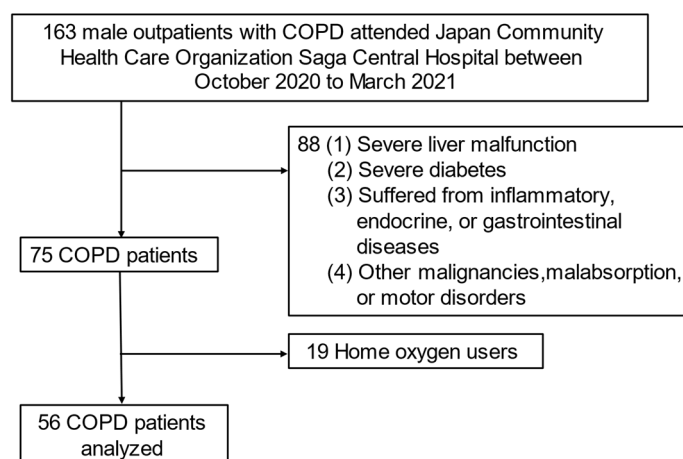 163 male outpatients with COPD attended Japan Community
Health Care Organization Saga Central Hospital between
October 2020 to March 2021
88 (1) Severe liver malfunction
(2) Severe diabetes
(3) Suffered from inflammatory,
endocrine, or gastrointestinal
diseases
(4) Other malignancies,malabsorption,
or motor disorders
75 COPD patients
19 Home oxygen users
56 COPD patients
analyzed